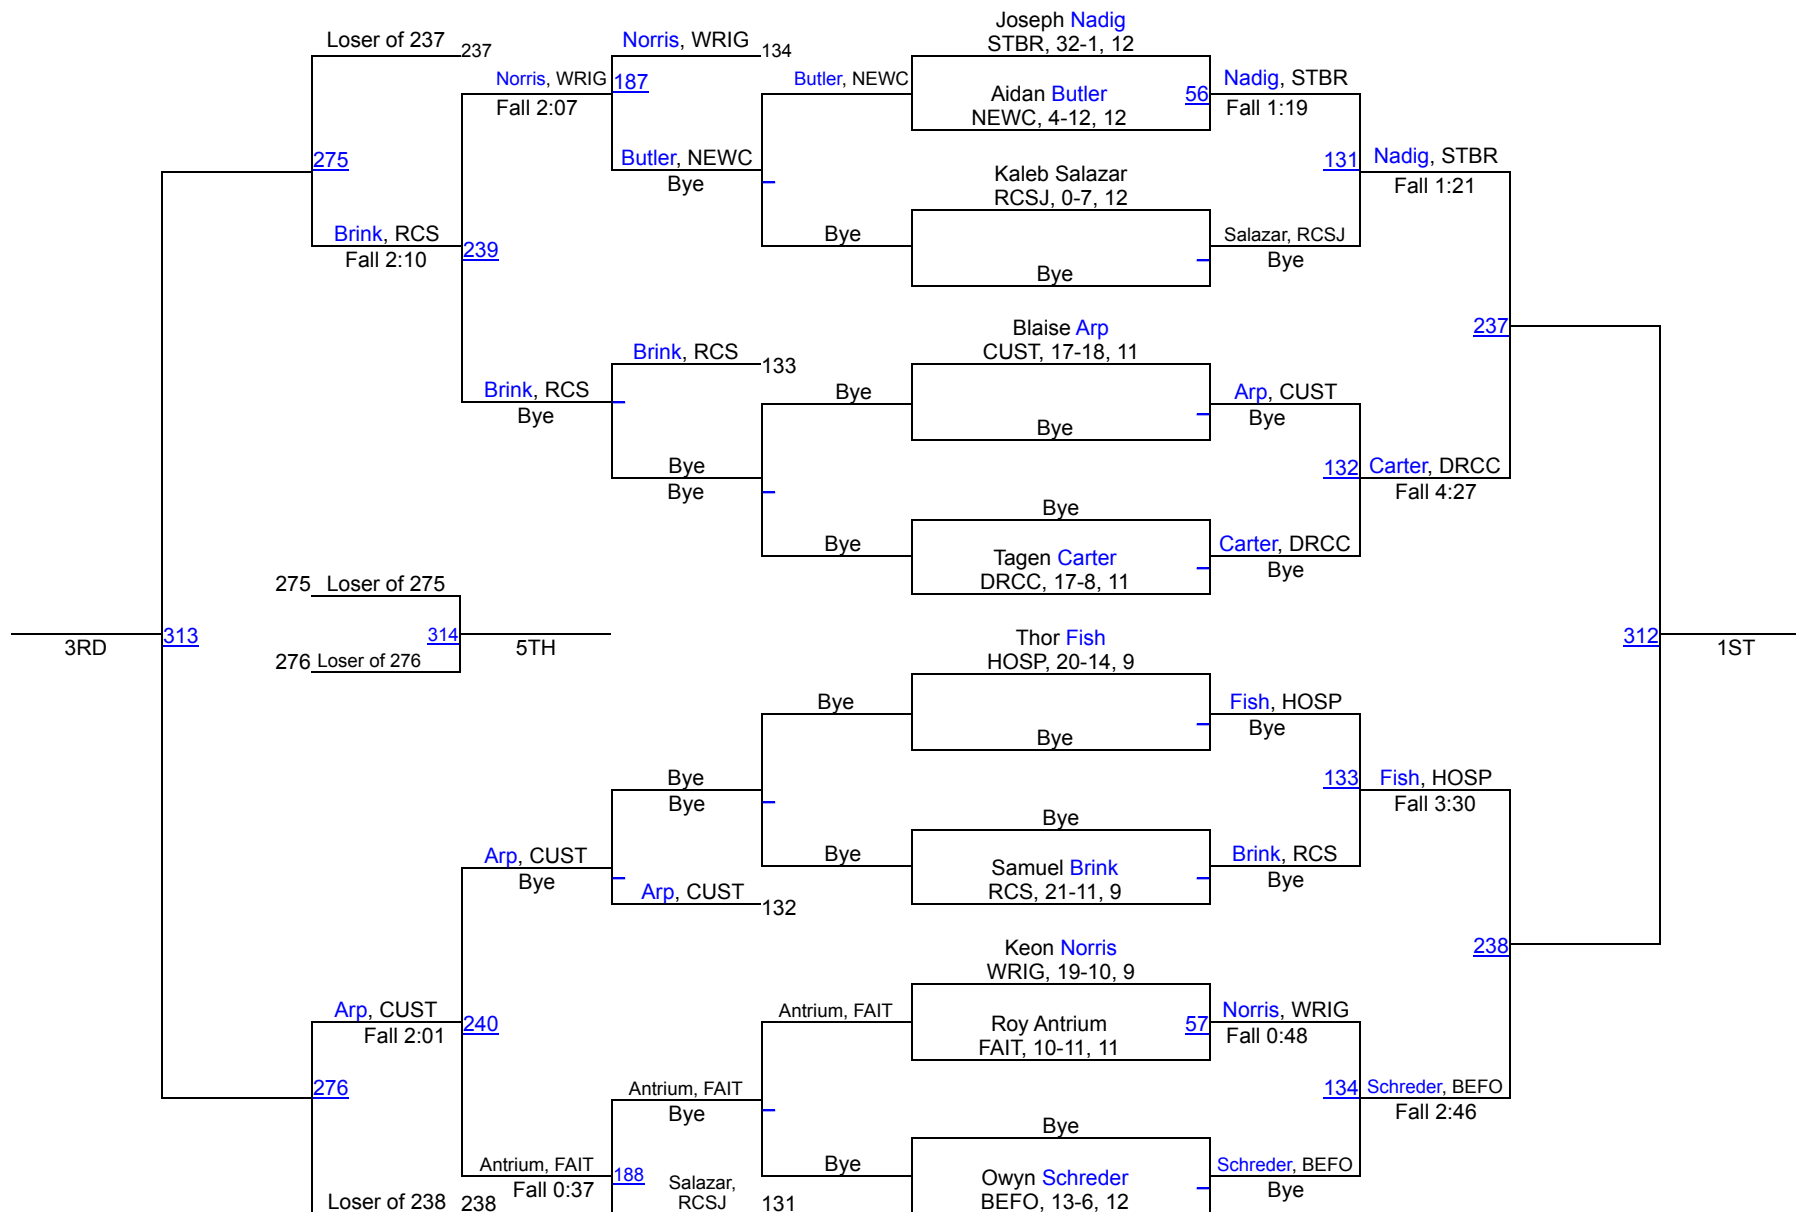 Joseph Nadig
STBR, 32-1, 12
Loser of 237
237
Norris, WRIG
134
Norris, WRIG
187
Fall 2:07
Butler, NEWC
Aidan Butler
NEWC, 4-12, 12
56
Nadig, STBR
Fall 1:19
275
Butler, NEWC
Bye
Kaleb Salazar
RCSJ, 0-7, 12
131
Nadig, STBR
Fall 1:21
Brink, RCS
Fall 2:10
239
Bye
Bye
Salazar, RCSJ
Bye
Blaise Arp
CUST, 17-18, 11
237
Brink, RCS
133
Brink, RCS
Bye
Bye
Bye
Arp, CUST
Bye
Bye
Bye
132
Carter, DRCC
Fall 4:27
Bye
Bye
Tagen Carter
DRCC, 17-8, 11
Carter, DRCC
Bye
275
Loser of 275
3RD
313
314
5TH
276
Loser of 276
Thor Fish
HOSP, 20-14, 9
312
1ST
Bye
Bye
Fish, HOSP
Bye
Bye
Bye
133
Fish, HOSP
Fall 3:30
Arp, CUST
Bye
Bye
Bye
Samuel Brink
RCS, 21-11, 9
Brink, RCS
Bye
Arp, CUST
132
Keon Norris
WRIG, 19-10, 9
238
Arp, CUST
Fall 2:01
240
Antrium, FAIT
Roy Antrium
FAIT, 10-11, 11
57
Norris, WRIG
Fall 0:48
276
Antrium, FAIT
Bye
134
Schreder, BEFO
Fall 2:46
Antrium, FAIT
Fall 0:37
188
Bye
Bye
Owyn Schreder
BEFO, 13-6, 12
Schreder, BEFO
Bye
Loser of 238
238
Salazar,
RCSJ
131